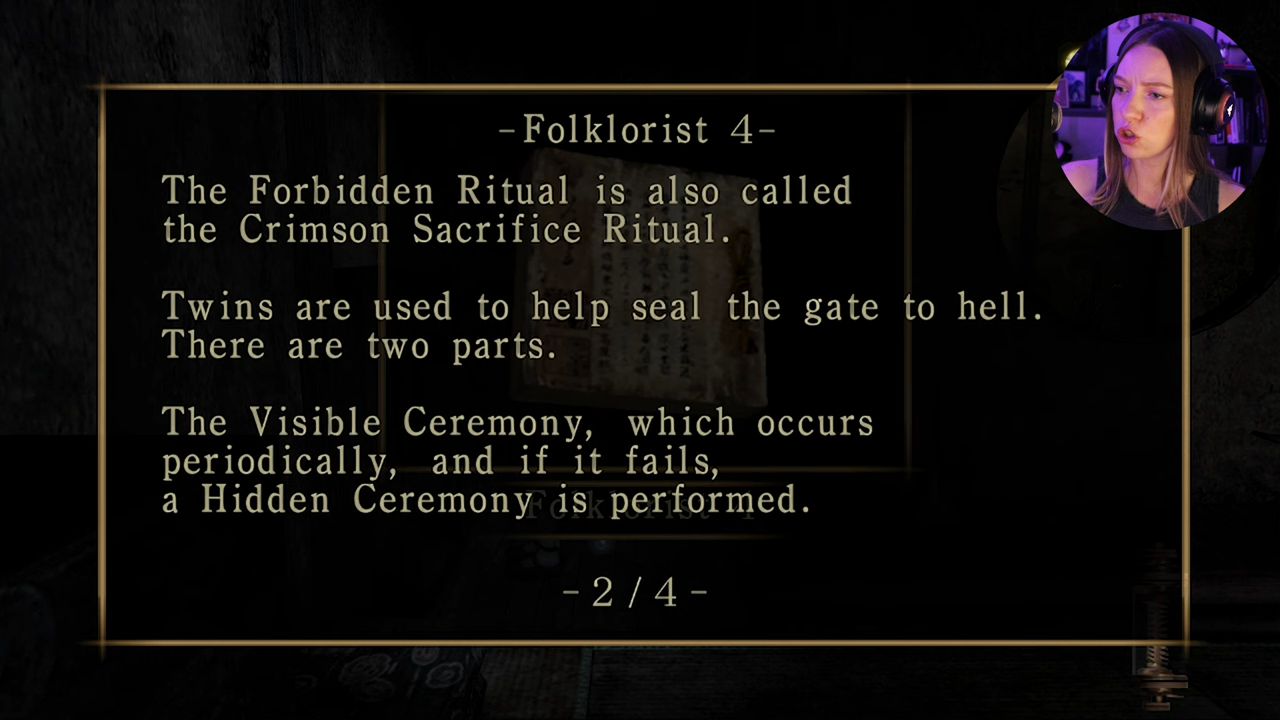 -Folklorist 4-
The Forbidden Ritual is also called
the Crimson Sacrifice Ritual.
Twins are used to help seal the gate to hell.
There are two parts.
The Visible Ceremony, which occurs
periodically, and if it fails,
a Hidden Ceremony is performed.
Folklorist 4
-2/4-